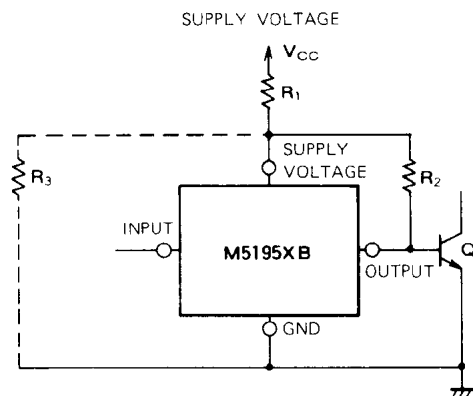 SUPPLY VOLTAGE
VCC
R1
SUPPLY
VOLTAGE
R3
R2
INPUT
M5195XB
OUTPUT
Q
GND